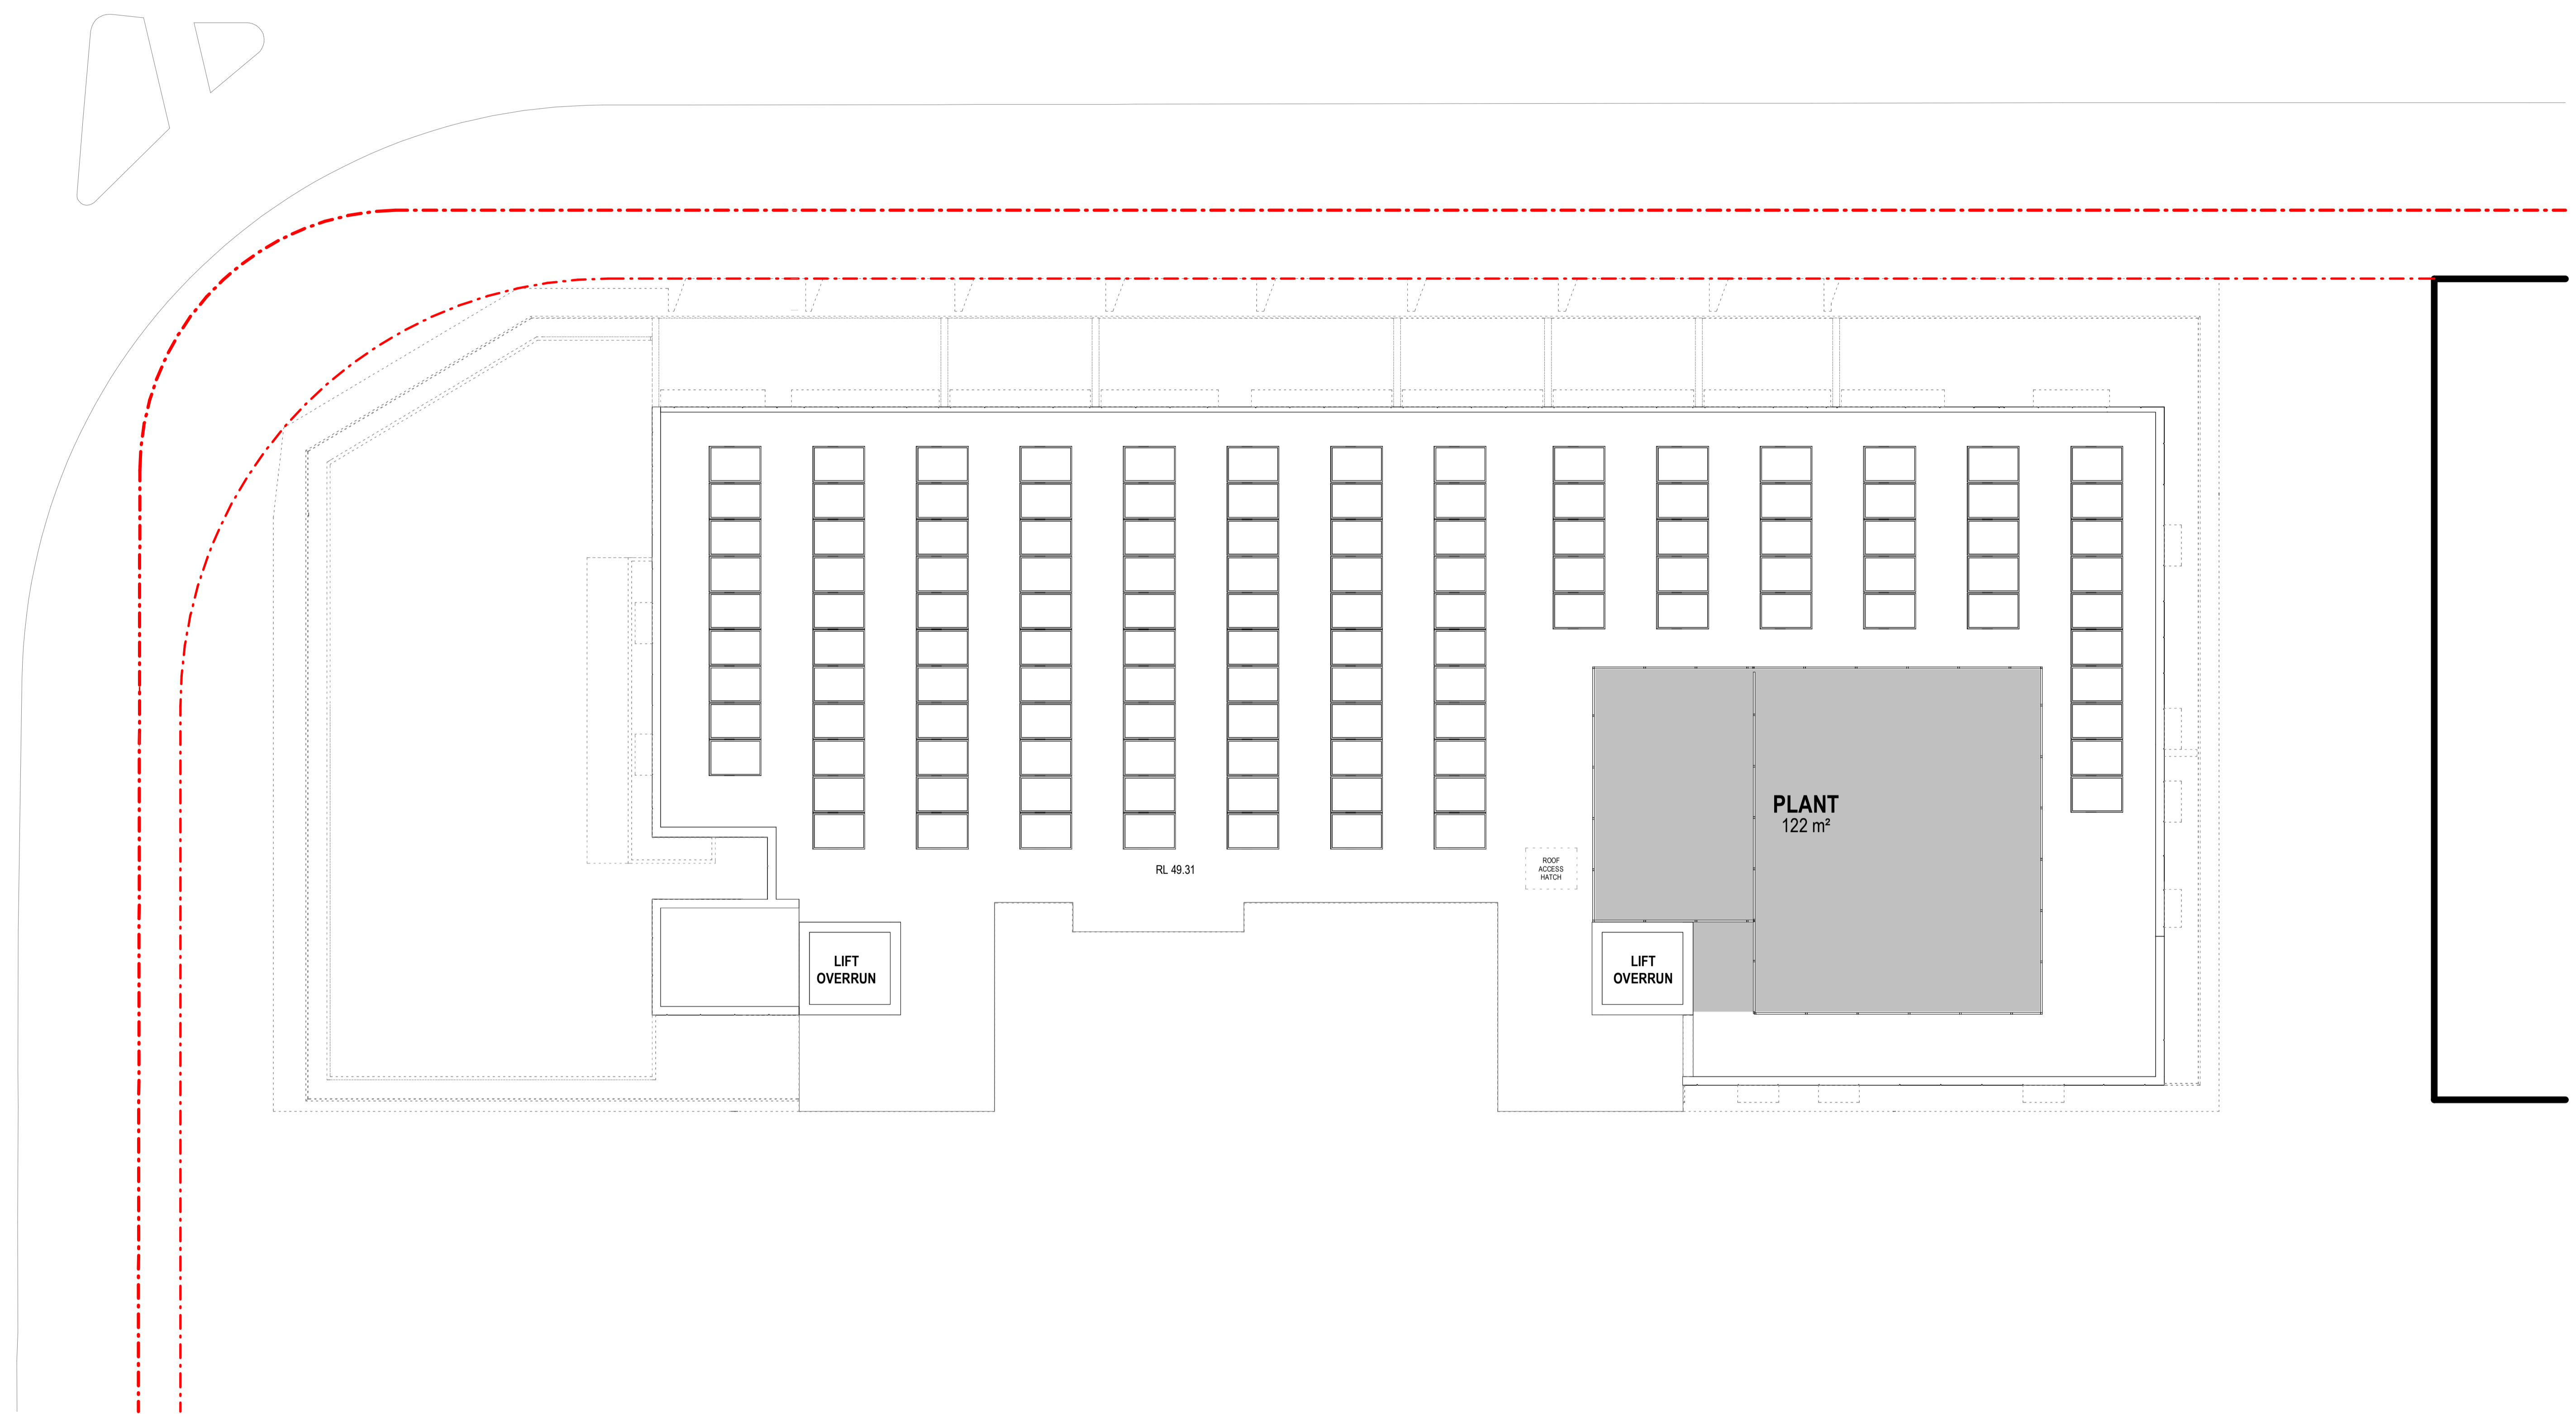 PLANT
122 m²
RL 49.31
ROOF
ACCESS
HATCH
LIFT
OVERRUN
LIFT
OVERRUN